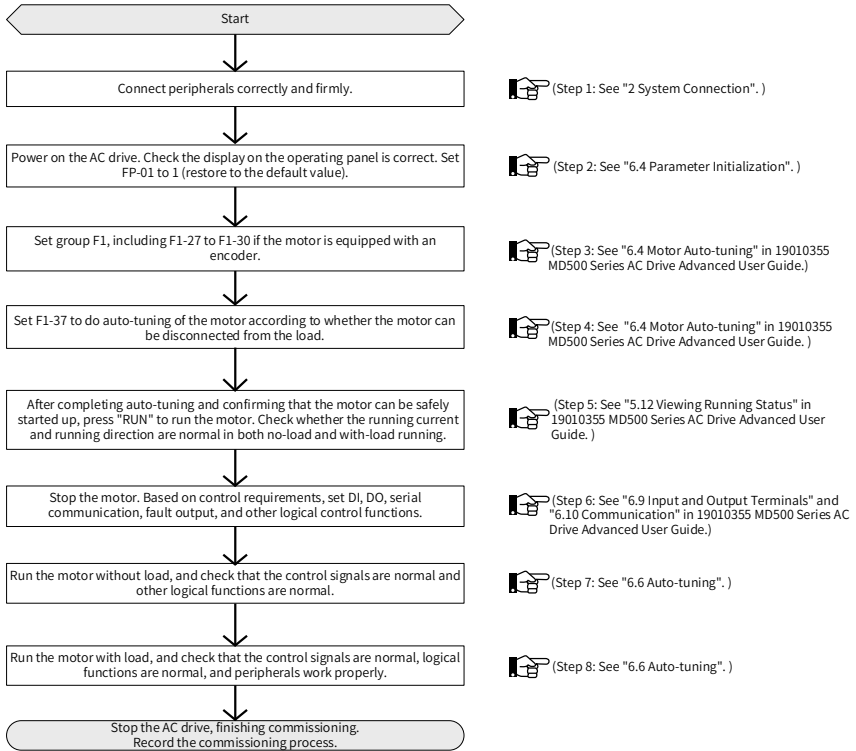 Start
Connect peripherals correctly and firmly.
(Step 1: See "2 System Connection". )
Power on the AC drive. Check the display on the operating panel is correct. Set
FP-01 to 1 (restore to the default value).
(Step 2: See "6.4 Parameter Initialization". )
Set group F1, including F1-27 to F1-30 if the motor is equipped with an
encoder.
(Step 3: See "6.4 Motor Auto-tuning" in 19010355
MD500 Series AC Drive Advanced User Guide.)
Set F1-37 to do auto-tuning of the motor according to whether the motor can
be disconnected from the load.
(Step 4: See "6.4 Motor Auto-tuning" in 19010355
MD500 Series AC Drive Advanced User Guide. )
After completing auto-tuning and confirming that the motor can be safely
started up, press "RUN" to run the motor. Check whether the running current
and running direction are normal in both no-load and with-load running.
(Step 5: See "5.12 Viewing Running Status" in
19010355 MD500 Series AC Drive Advanced User
Guide. )
Stop the motor. Based on control requirements, set DI, DO, serial
communication, fault output, and other logical control functions.
(Step 6: See "6.9 Input and Output Terminals" and
"6.10 Communication" in 19010355 MD500 Series AC
Drive Advanced User Guide.)
Run the motor without load, and check that the control signals are normal and
other logical functions are normal.
(Step 7: See "6.6 Auto-tuning". )
Run the motor with load, and check that the control signals are normal, logical
functions are normal, and peripherals work properly.
(Step 8: See "6.6 Auto-tuning". )
Stop the AC drive, finishing commissioning.
Record the commissioning process.